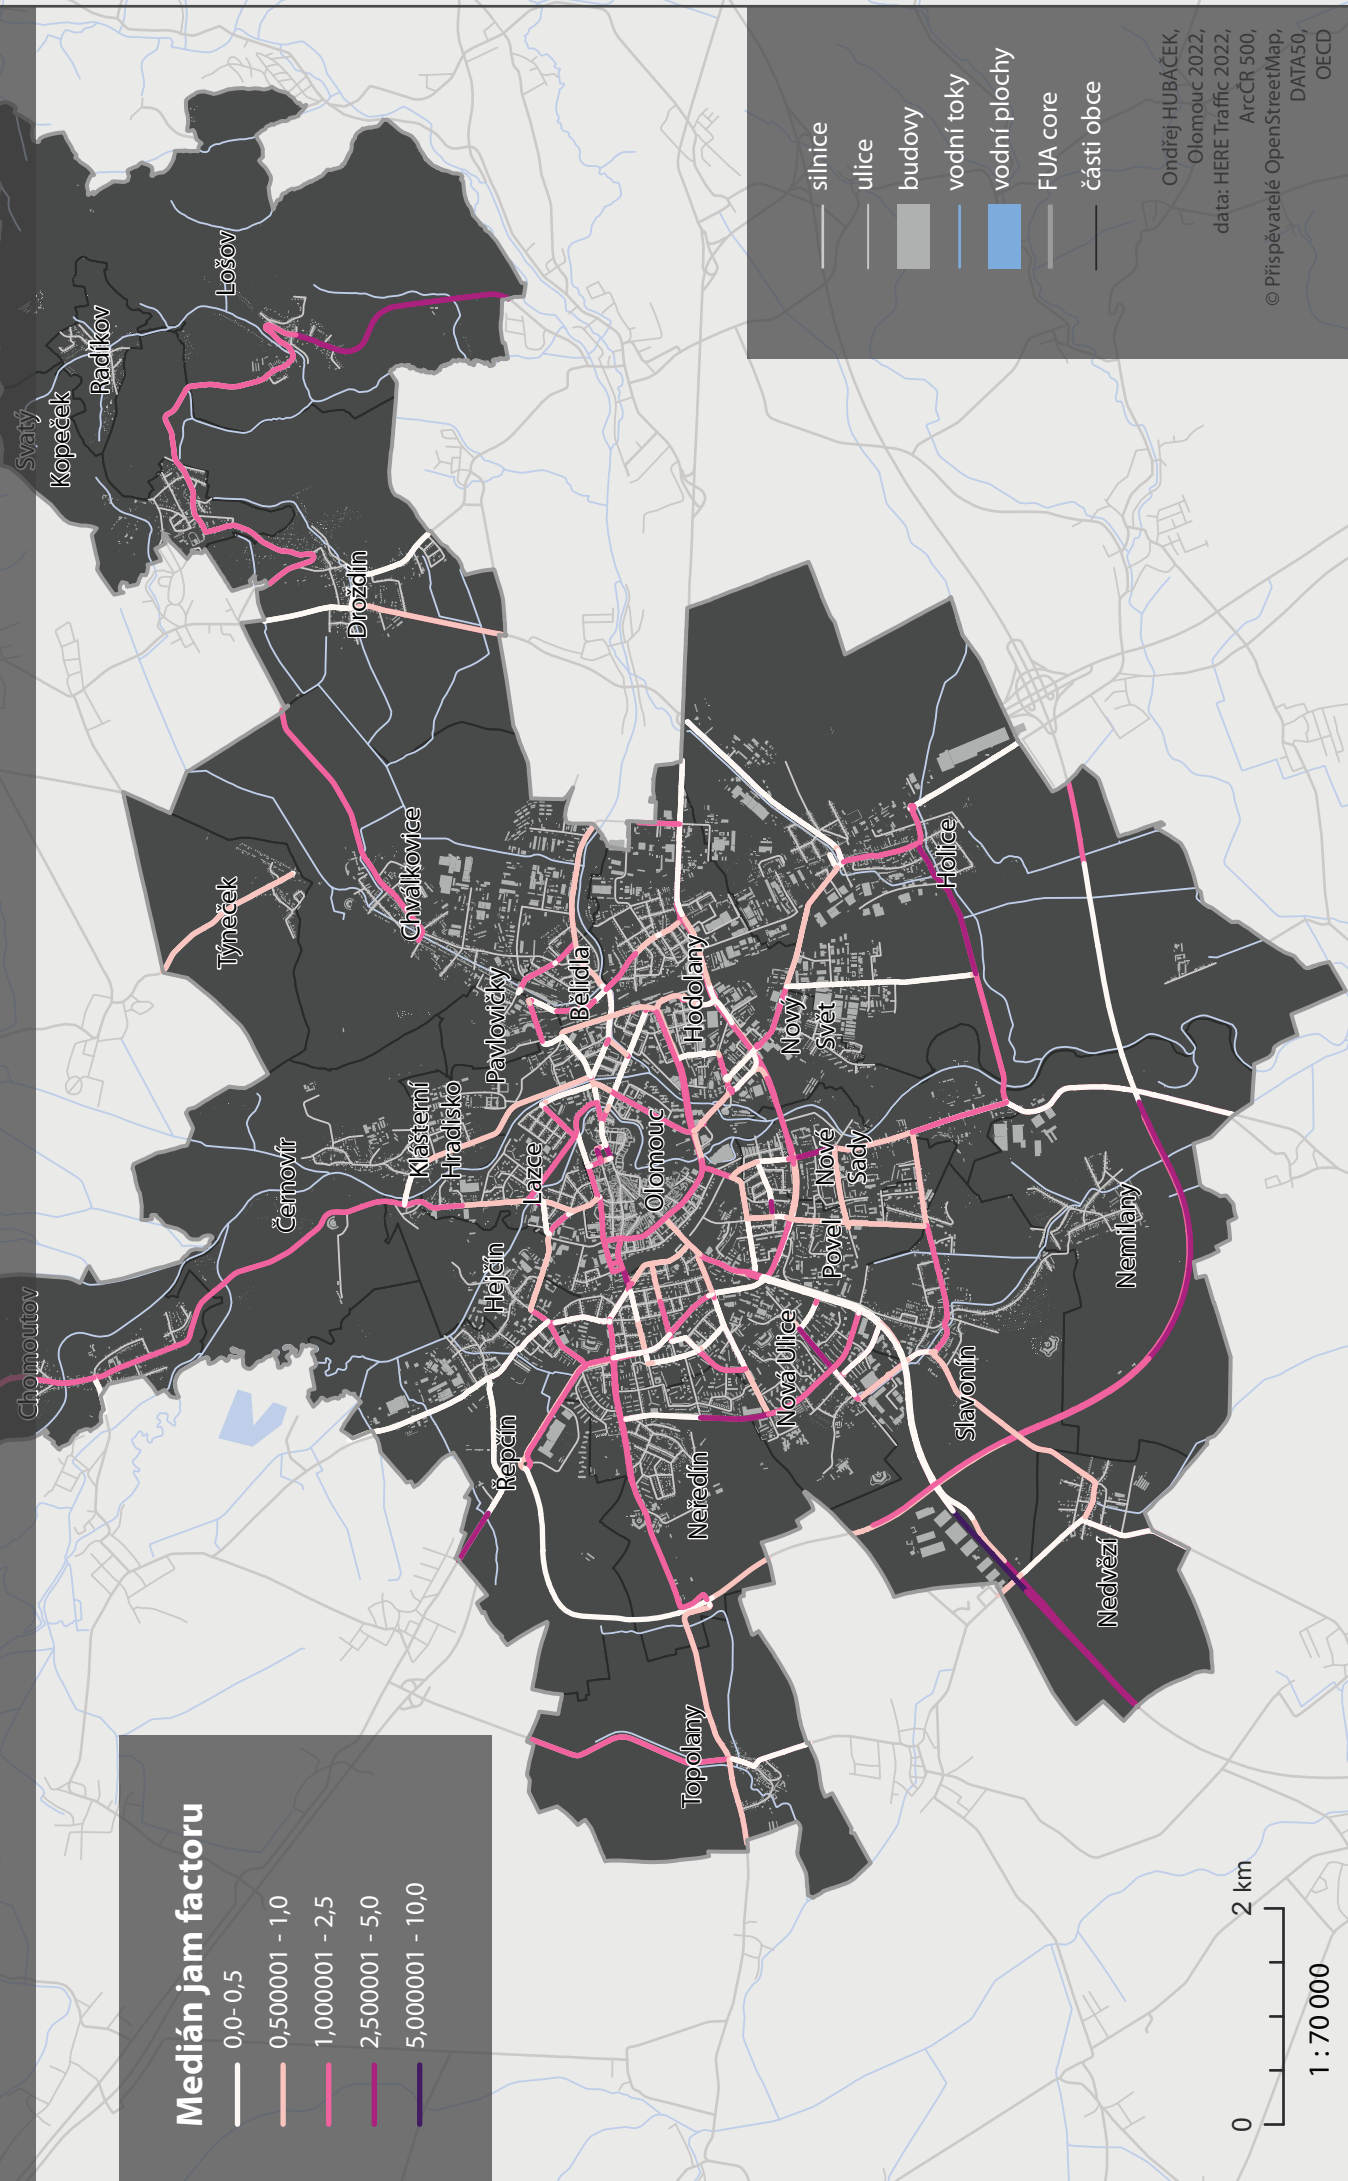 Medián jam factoru
0,0- 0,5
0,500001 - 1,0
1,000001 - 2,5
2,500001 - 5,0
5,000001 - 10,0
Chomoutov
Svatý
Kopeček
Radíkov
Lošov
Droždín
Týneček
Černovír
Chválkovice
Klášterní
Hradisko
Pavlovičky
Lazce
Hejčín
Řepčín
Bělidla
Olomouc
Hodolany
Neředín
Topolany
Nový
Svět
Nová Ulice
Nové
Sady
Povel
Holice
Slavonín
Nemilany
Nedvězí
0
2 km
1 : 70 000
silnice
ulice
budovy
vodní toky
vodní plochy
FUA core
části obce
Ondřej HUBÁČEK,
Olomouc 2022,
data: HERE Traffic 2022,
ArcČR 500,
© Přispěvatelé OpenStreetMap,
DATA50,
OECD